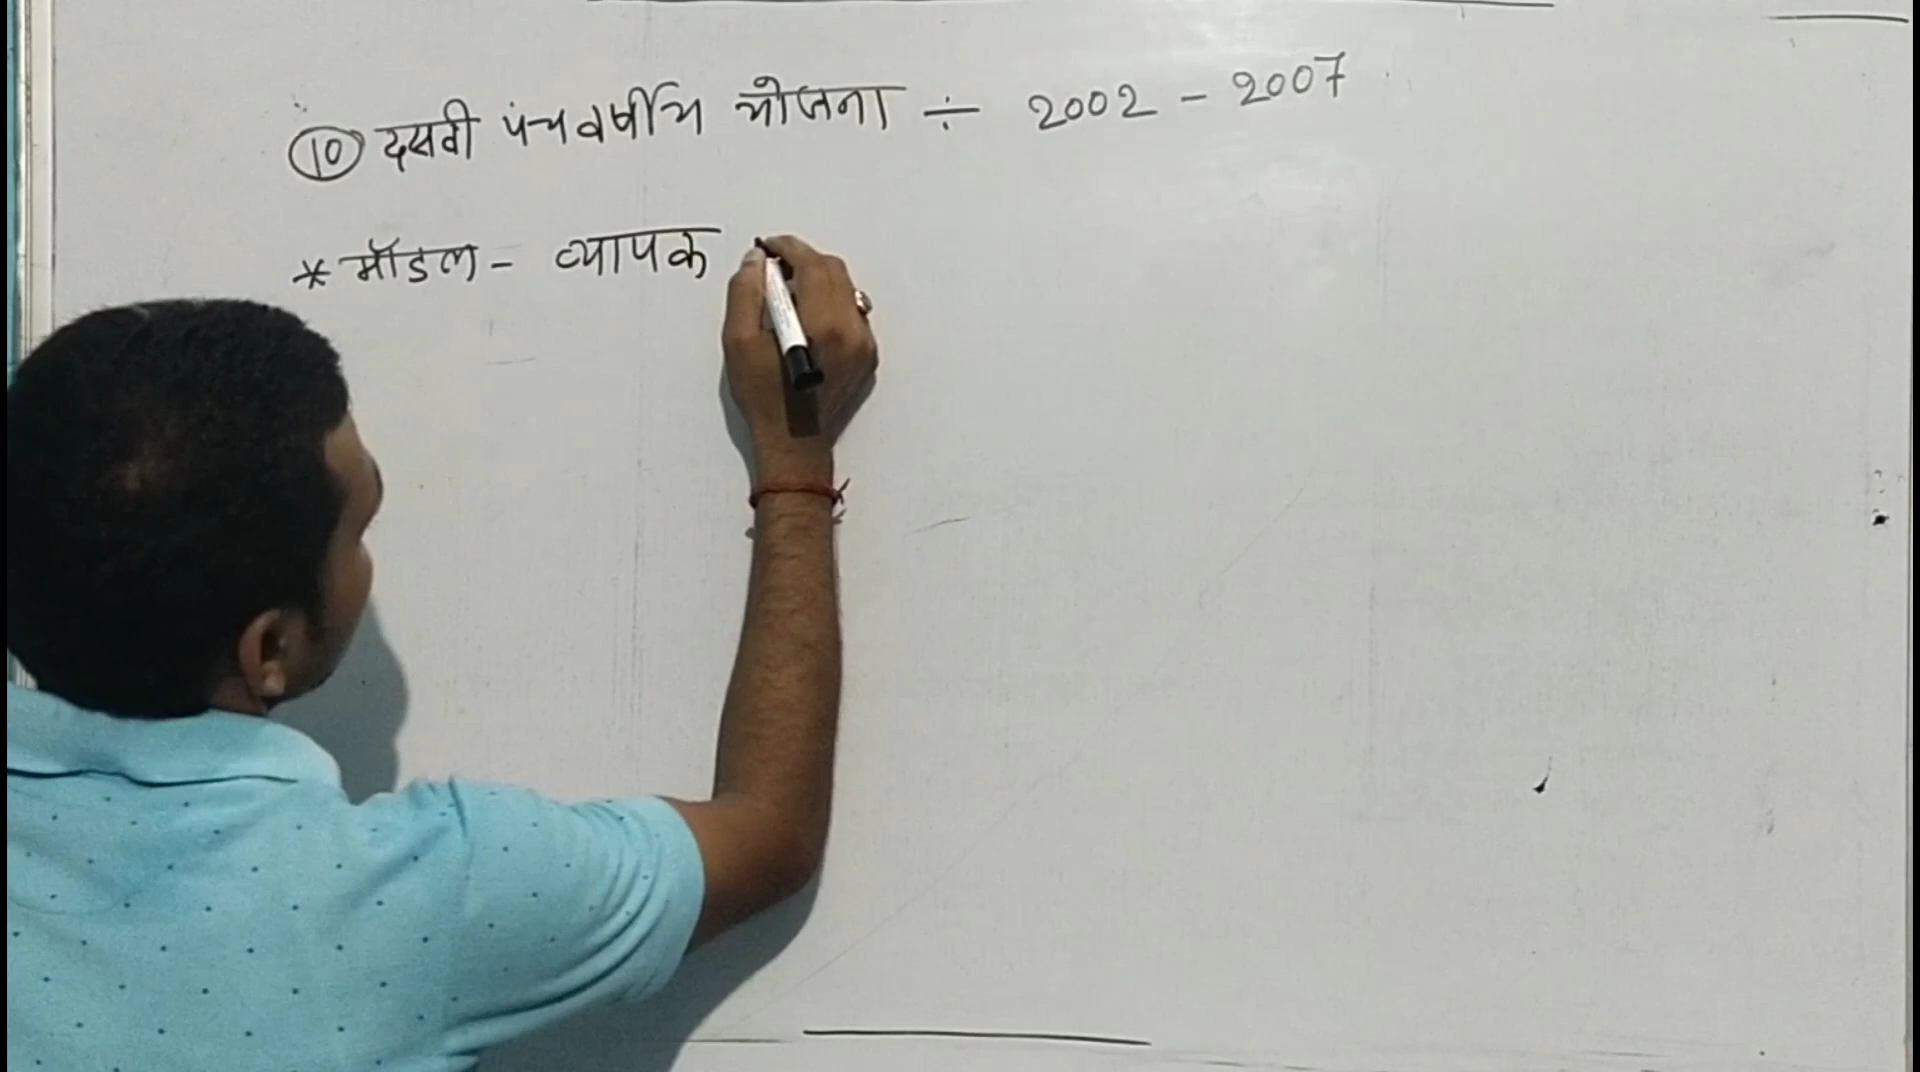 ⑩ दसवी पंचवर्षीय योजना ÷ 2002 - 2007
* मॉडल - व्यापक